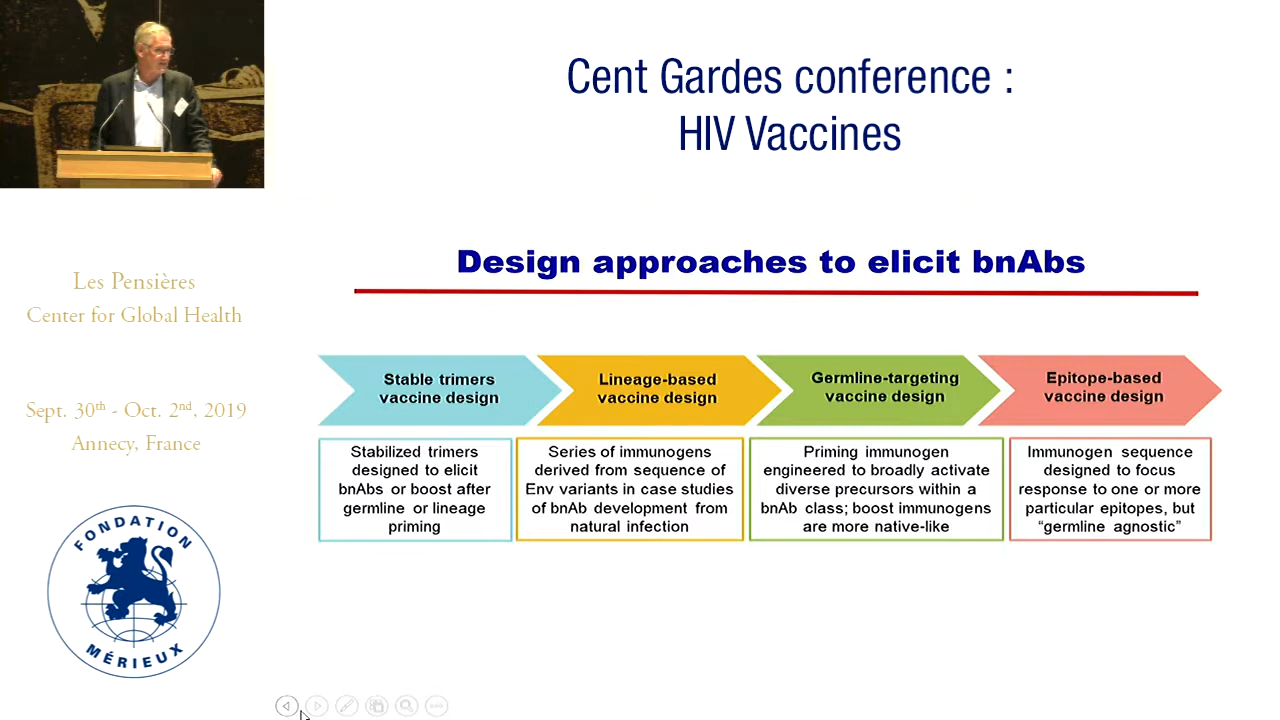 Cent Gardes conference :
HIV Vaccines
Les Pensières
Center for Global Health
Sept. 30th - Oct. 2nd, 2019
Annecy, France
FONDATION
MÉRIEUX
Design approaches to elicit bnAbs
Stable trimers
vaccine design
Stabilized trimers
designed to elicit
bnAbs or boost after
germline or lineage
priming
Lineage-based
vaccine design
Series of immunogens
derived from sequence of
Env variants in case studies
of bnAb development from
natural infection
Germline-targeting
vaccine design
Priming immunogen
engineered to broadly activate
diverse precursors within a
bnAb class; boost immunogens
are more native-like
Epitope-based
vaccine design
Immunogen sequence
designed to focus
response to one or more
particular epitopes, but
“germline agnostic”